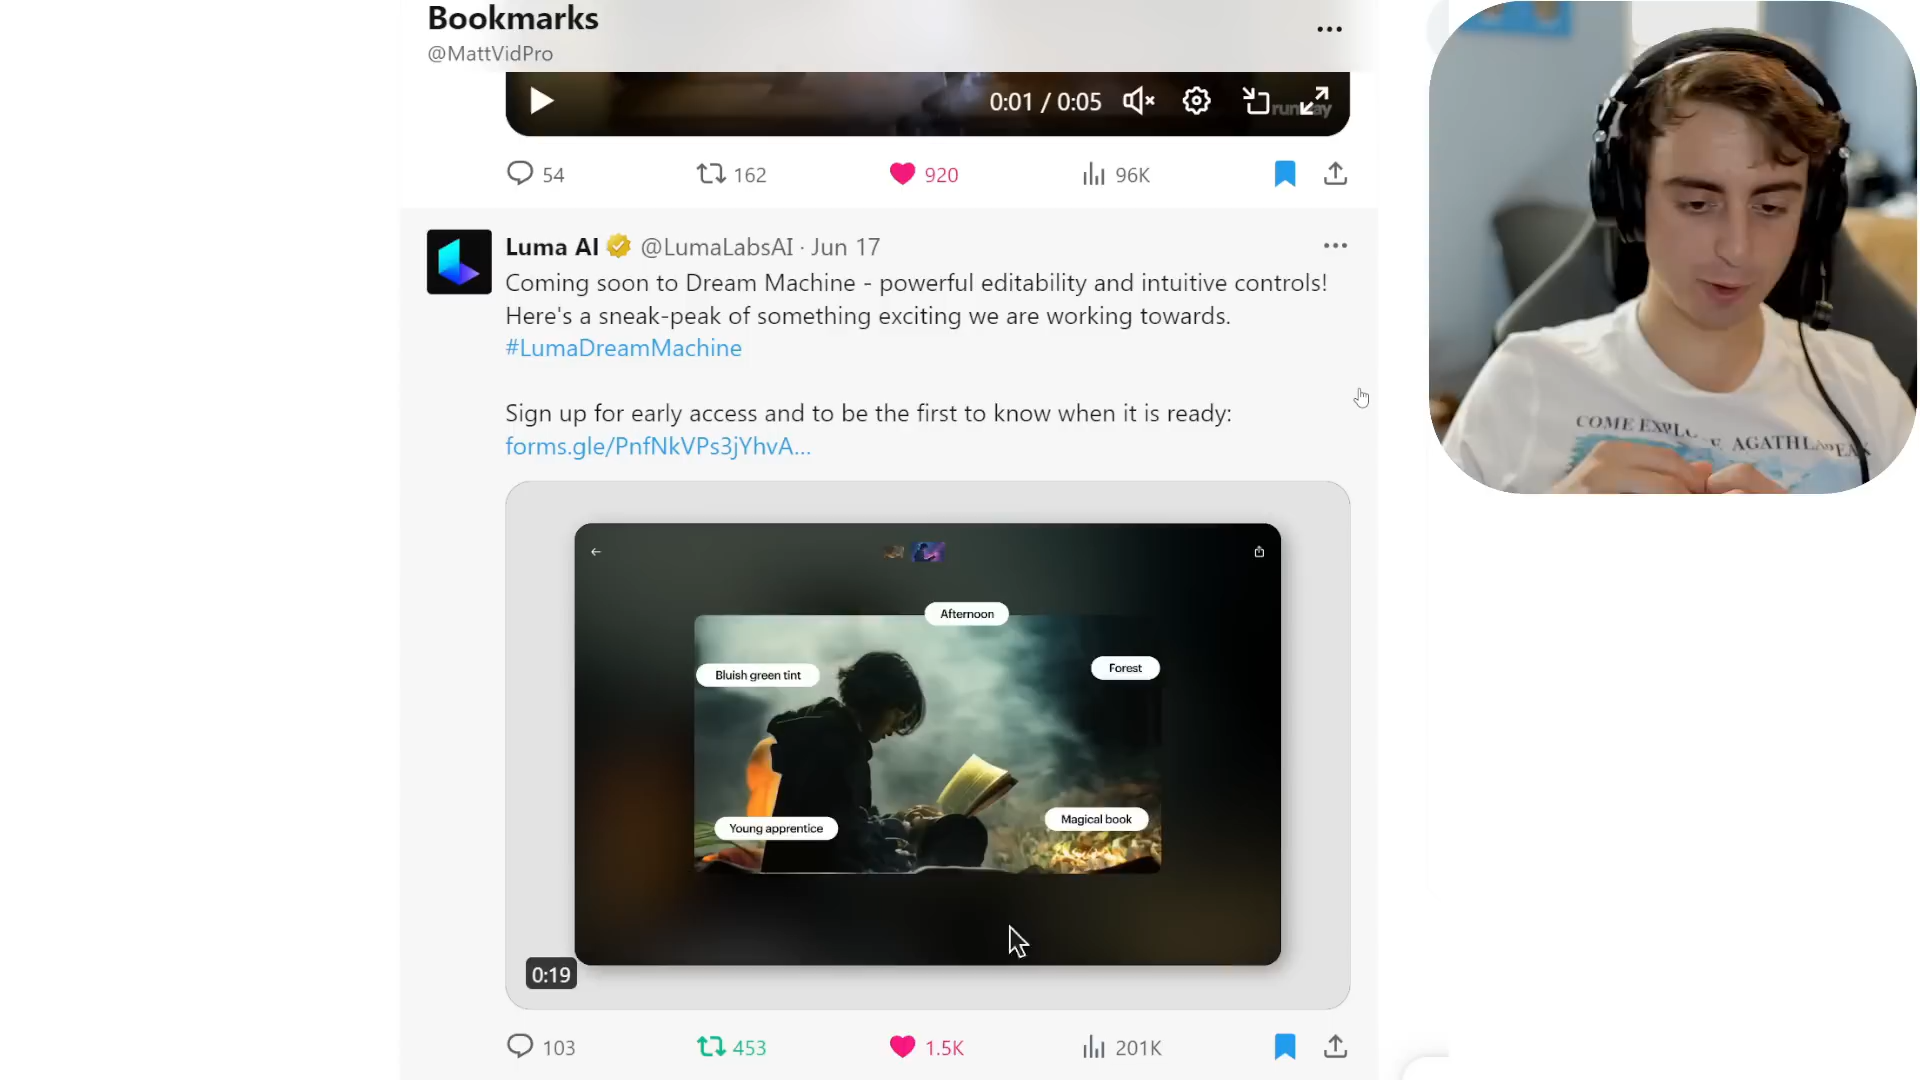 Bookmarks
@MattVidPro
0:01 / 0:05
runway
54
162
920
96K
Luma AI @LumaLabsAI · Jun 17
Coming soon to Dream Machine - powerful editability and intuitive controls!
Here's a sneak-peak of something exciting we are working towards.
#LumaDreamMachine
Sign up for early access and to be the first to know when it is ready:
forms.gle/PnfNkVPs3jYhvA...
Afternoon
Bluish green tint
Forest
Young apprentice
Magical book
0:19
103
453
1.5K
201K
COME